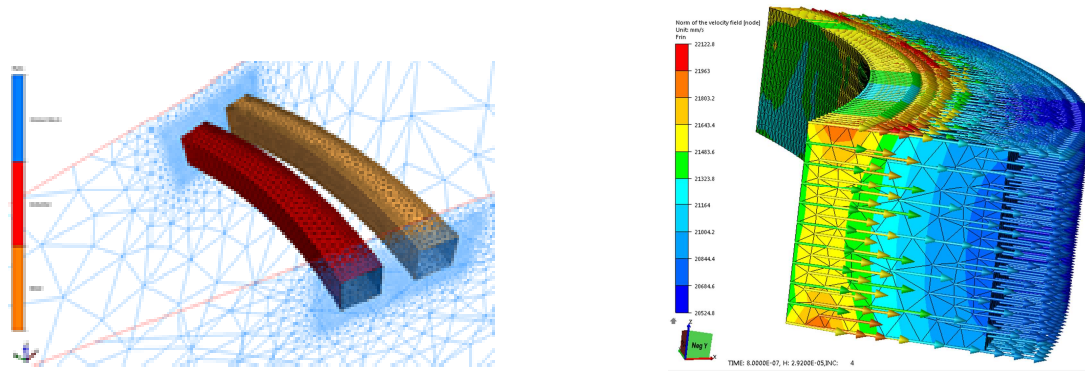 Norm of the velocity field [node]
Unit: mm/s
Frin
22122.8
21963
21803.2
21643.4
21483.6
21323.8
21164
21004.2
20844.4
20684.6
20524.8
Z
Neg Y
X
TIME: 8.0000E-07, H: 2.9200E-05,INC: 4